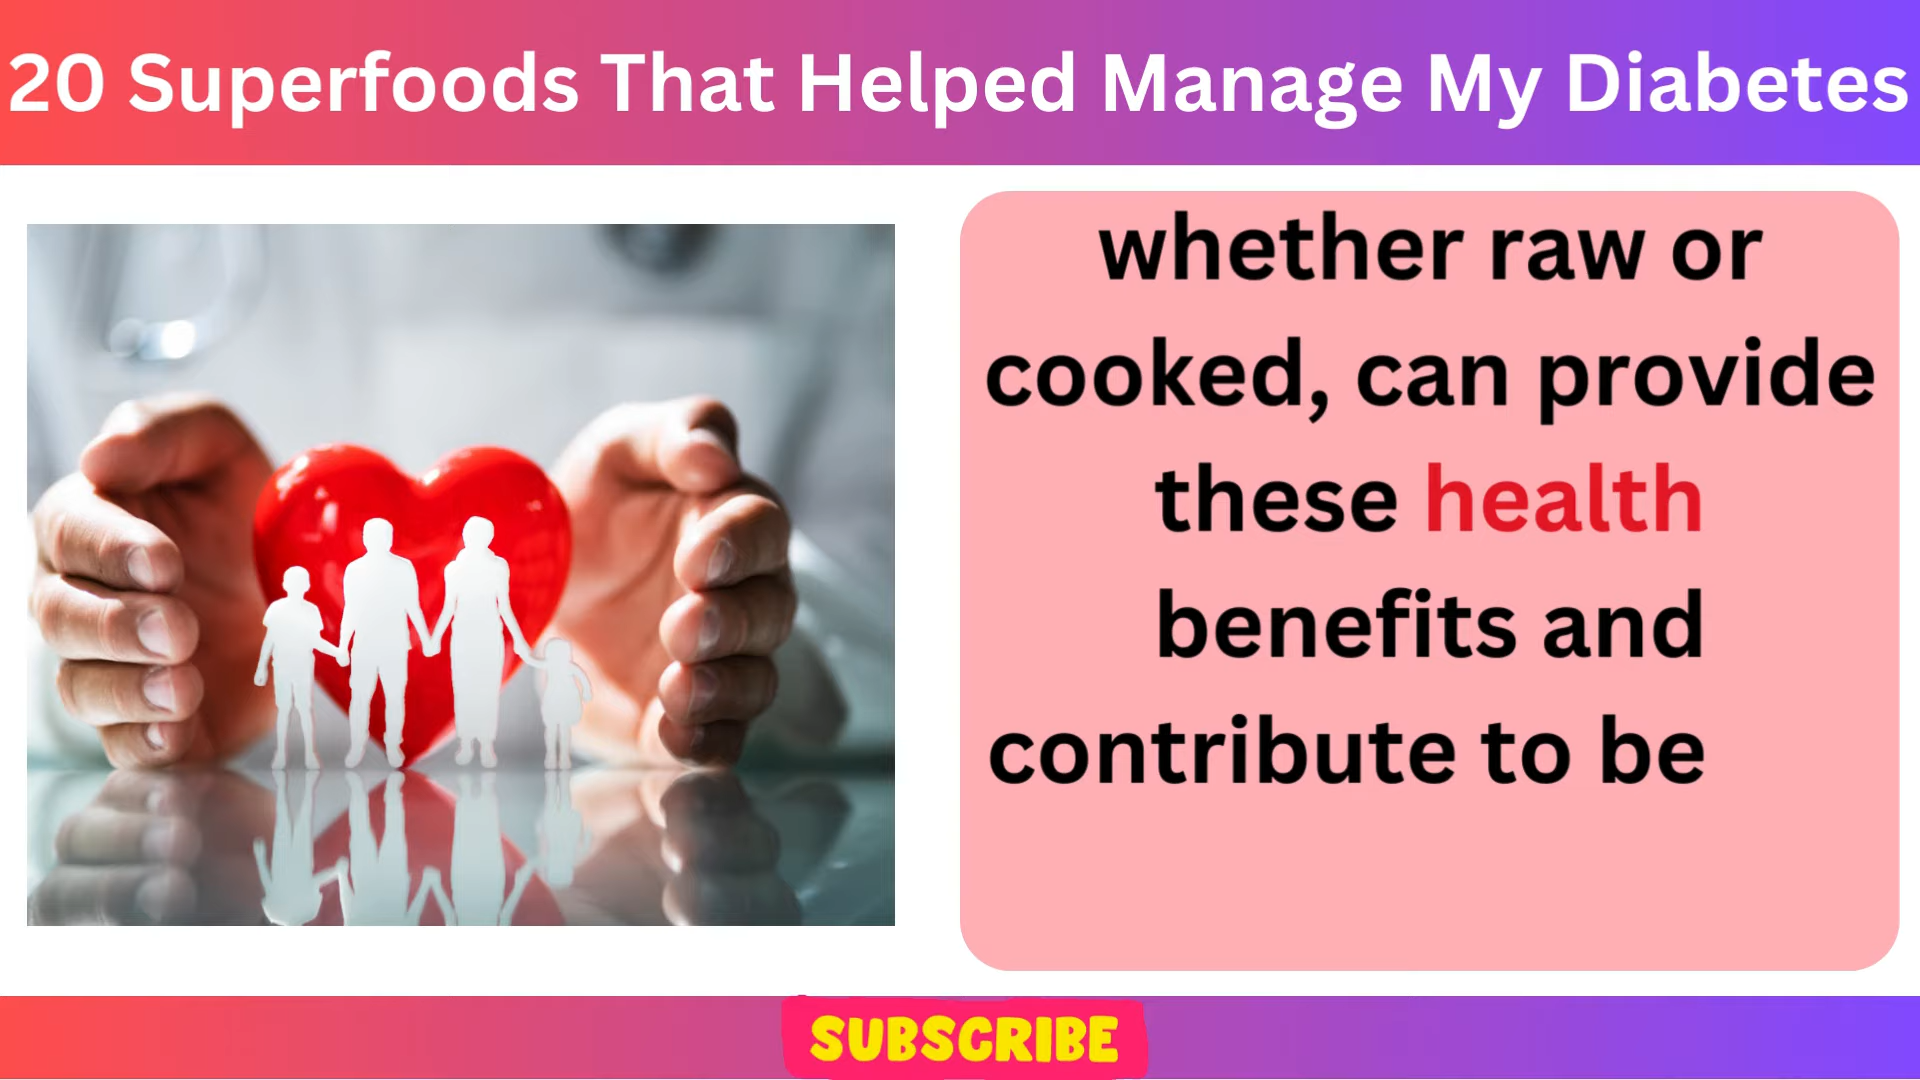 20 Superfoods That Helped Manage My Diabetes
whether raw or
cooked, can provide
these health
benefits and
contribute to be
SUBSCRIBE